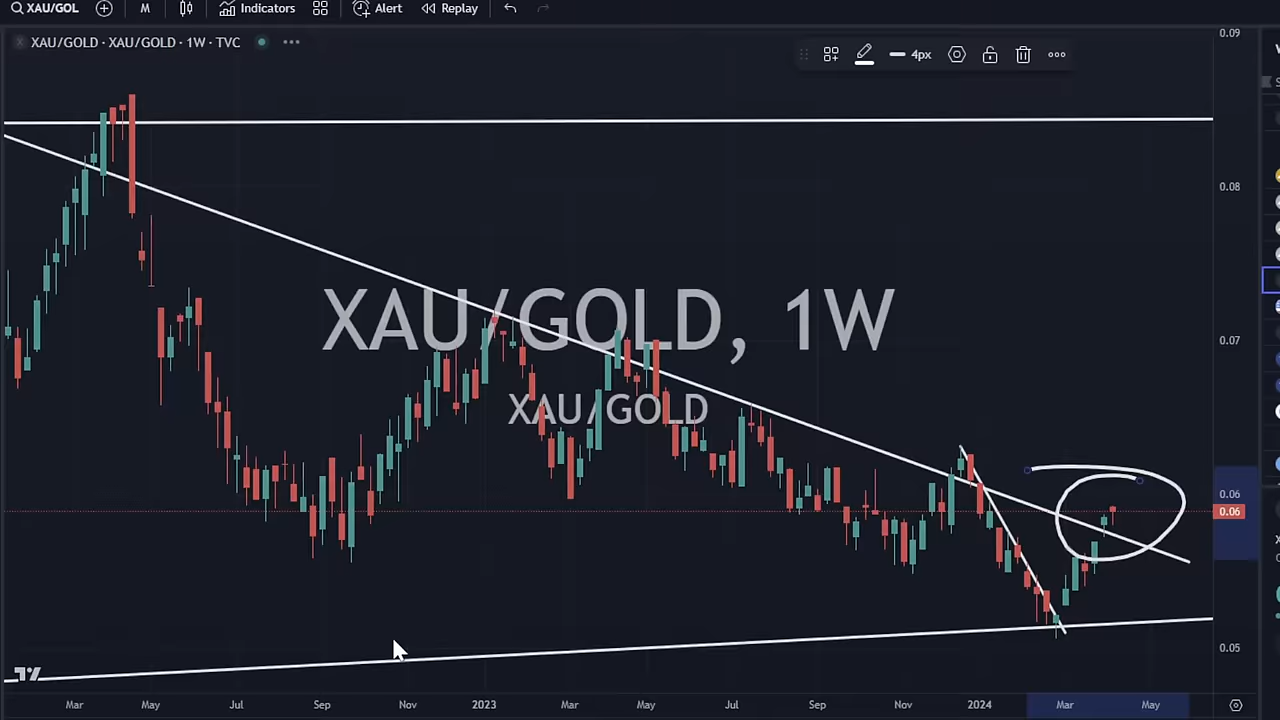 XAU/GOL M Indicators Alert Replay
XAU/GOLD · XAU/GOLD · 1W · TVC
4px
0.09
0.08
XAU/GOLD, 1W
0.07
XAU/GOLD
0.06
0.06
0.05
Mar May Jul Sep Nov 2023 Mar May Jul Sep Nov 2024 Mar May